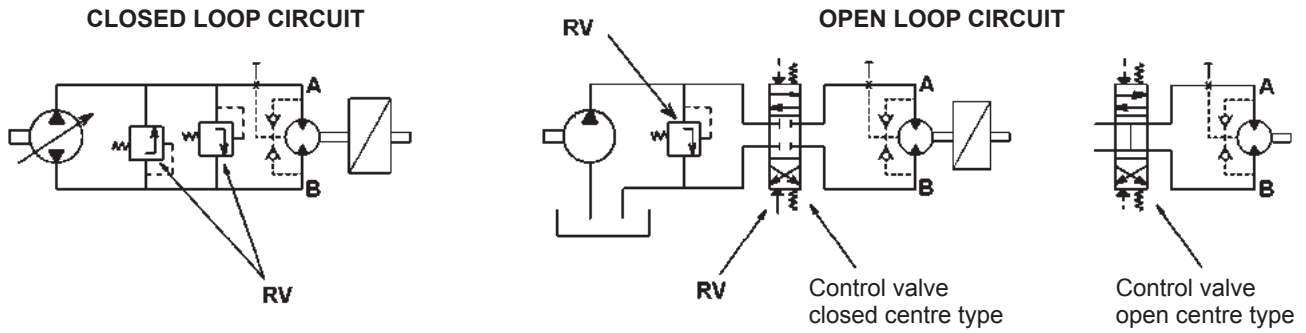 CLOSED LOOP CIRCUIT
OPEN LOOP CIRCUIT
RV
A
B
RV
A
B
RV
Control valve
closed centre type
A
B
Control valve
open centre type